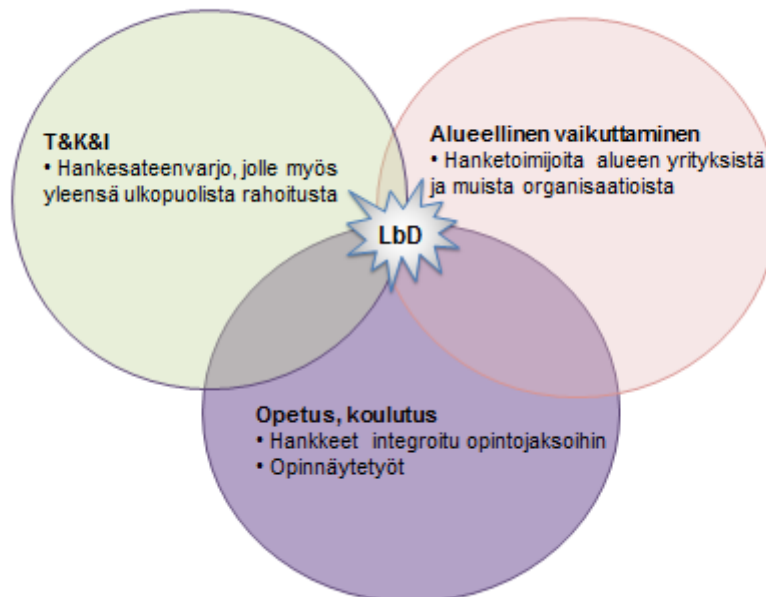 T&K&I
• Hankesateenvarjo, jolle myös
yleensä ulkopuolista rahoitusta
Alueellinen vaikuttaminen
• Hanketoimijoita alueen yrityksistä
ja muista organisaatioista
LbD
Opetus, koulutus
• Hankkeet integroitu opintojaksoihin
• Opinnäytetyöt